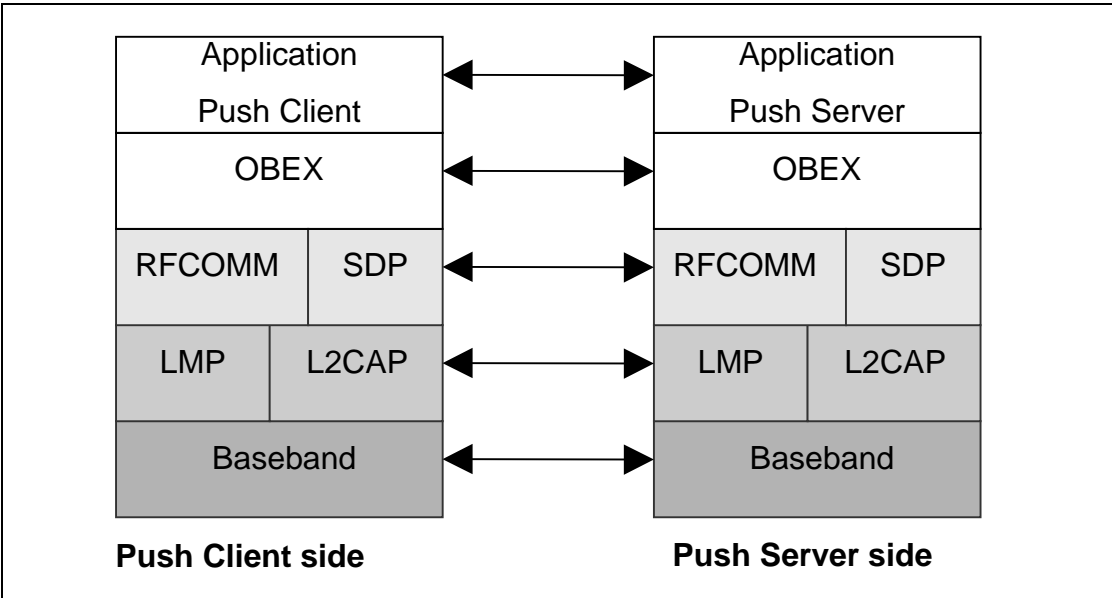 Application
Push Client
OBEX
RFCOMM SDP
LMP L2CAP
Baseband
Push Client side
Application
Push Server
OBEX
RFCOMM SDP
LMP L2CAP
Baseband
Push Server side